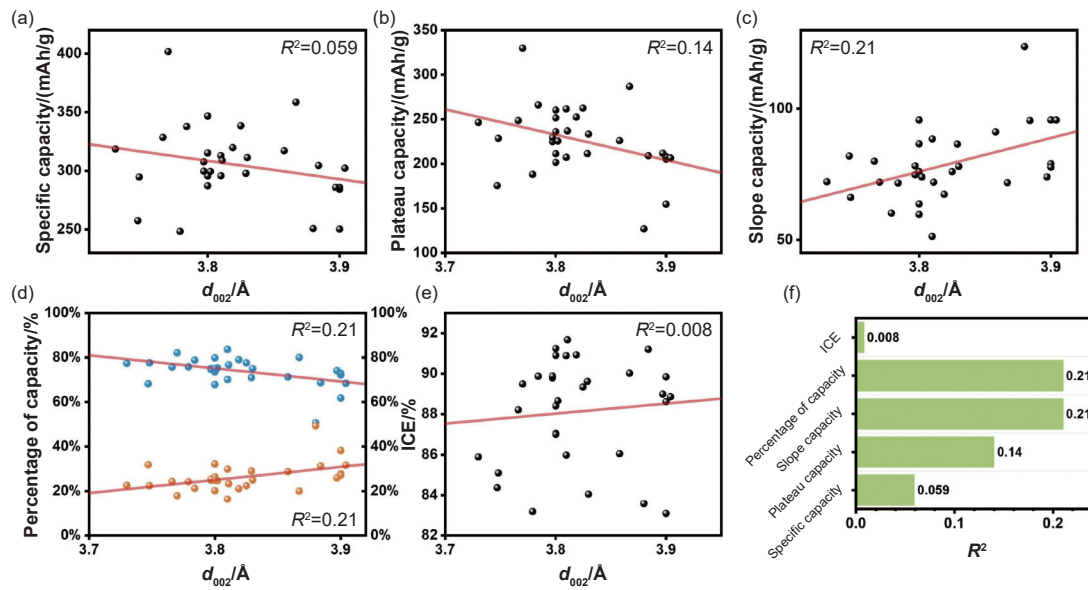 (a)
R²=0.059
Specific capacity/(mAh/g)
400
350
300
250
3.8
3.9
d₀₀₂/Å
(b)
R²=0.14
Plateau capacity/(mAh/g)
350
300
250
200
150
100
3.7
3.8
3.9
d₀₀₂/Å
(c)
R²=0.21
Slope capacity/(mAh/g)
100
50
3.8
3.9
d₀₀₂/Å
(d)
R²=0.21
R²=0.21
Percentage of capacity/%
100%
80%
60%
40%
20%
0%
100%
80%
60%
40%
20%
0%
3.7
3.8
3.9
d₀₀₂/Å
(e)
R²=0.008
ICE/%
92
90
88
86
84
82
3.7
3.8
3.9
d₀₀₂/Å
(f)
ICE
0.008
Percentage of capacity
0.21
Slope capacity
0.21
Plateau capacity
0.14
Specific capacity
0.059
0.0
0.1
0.2
R²